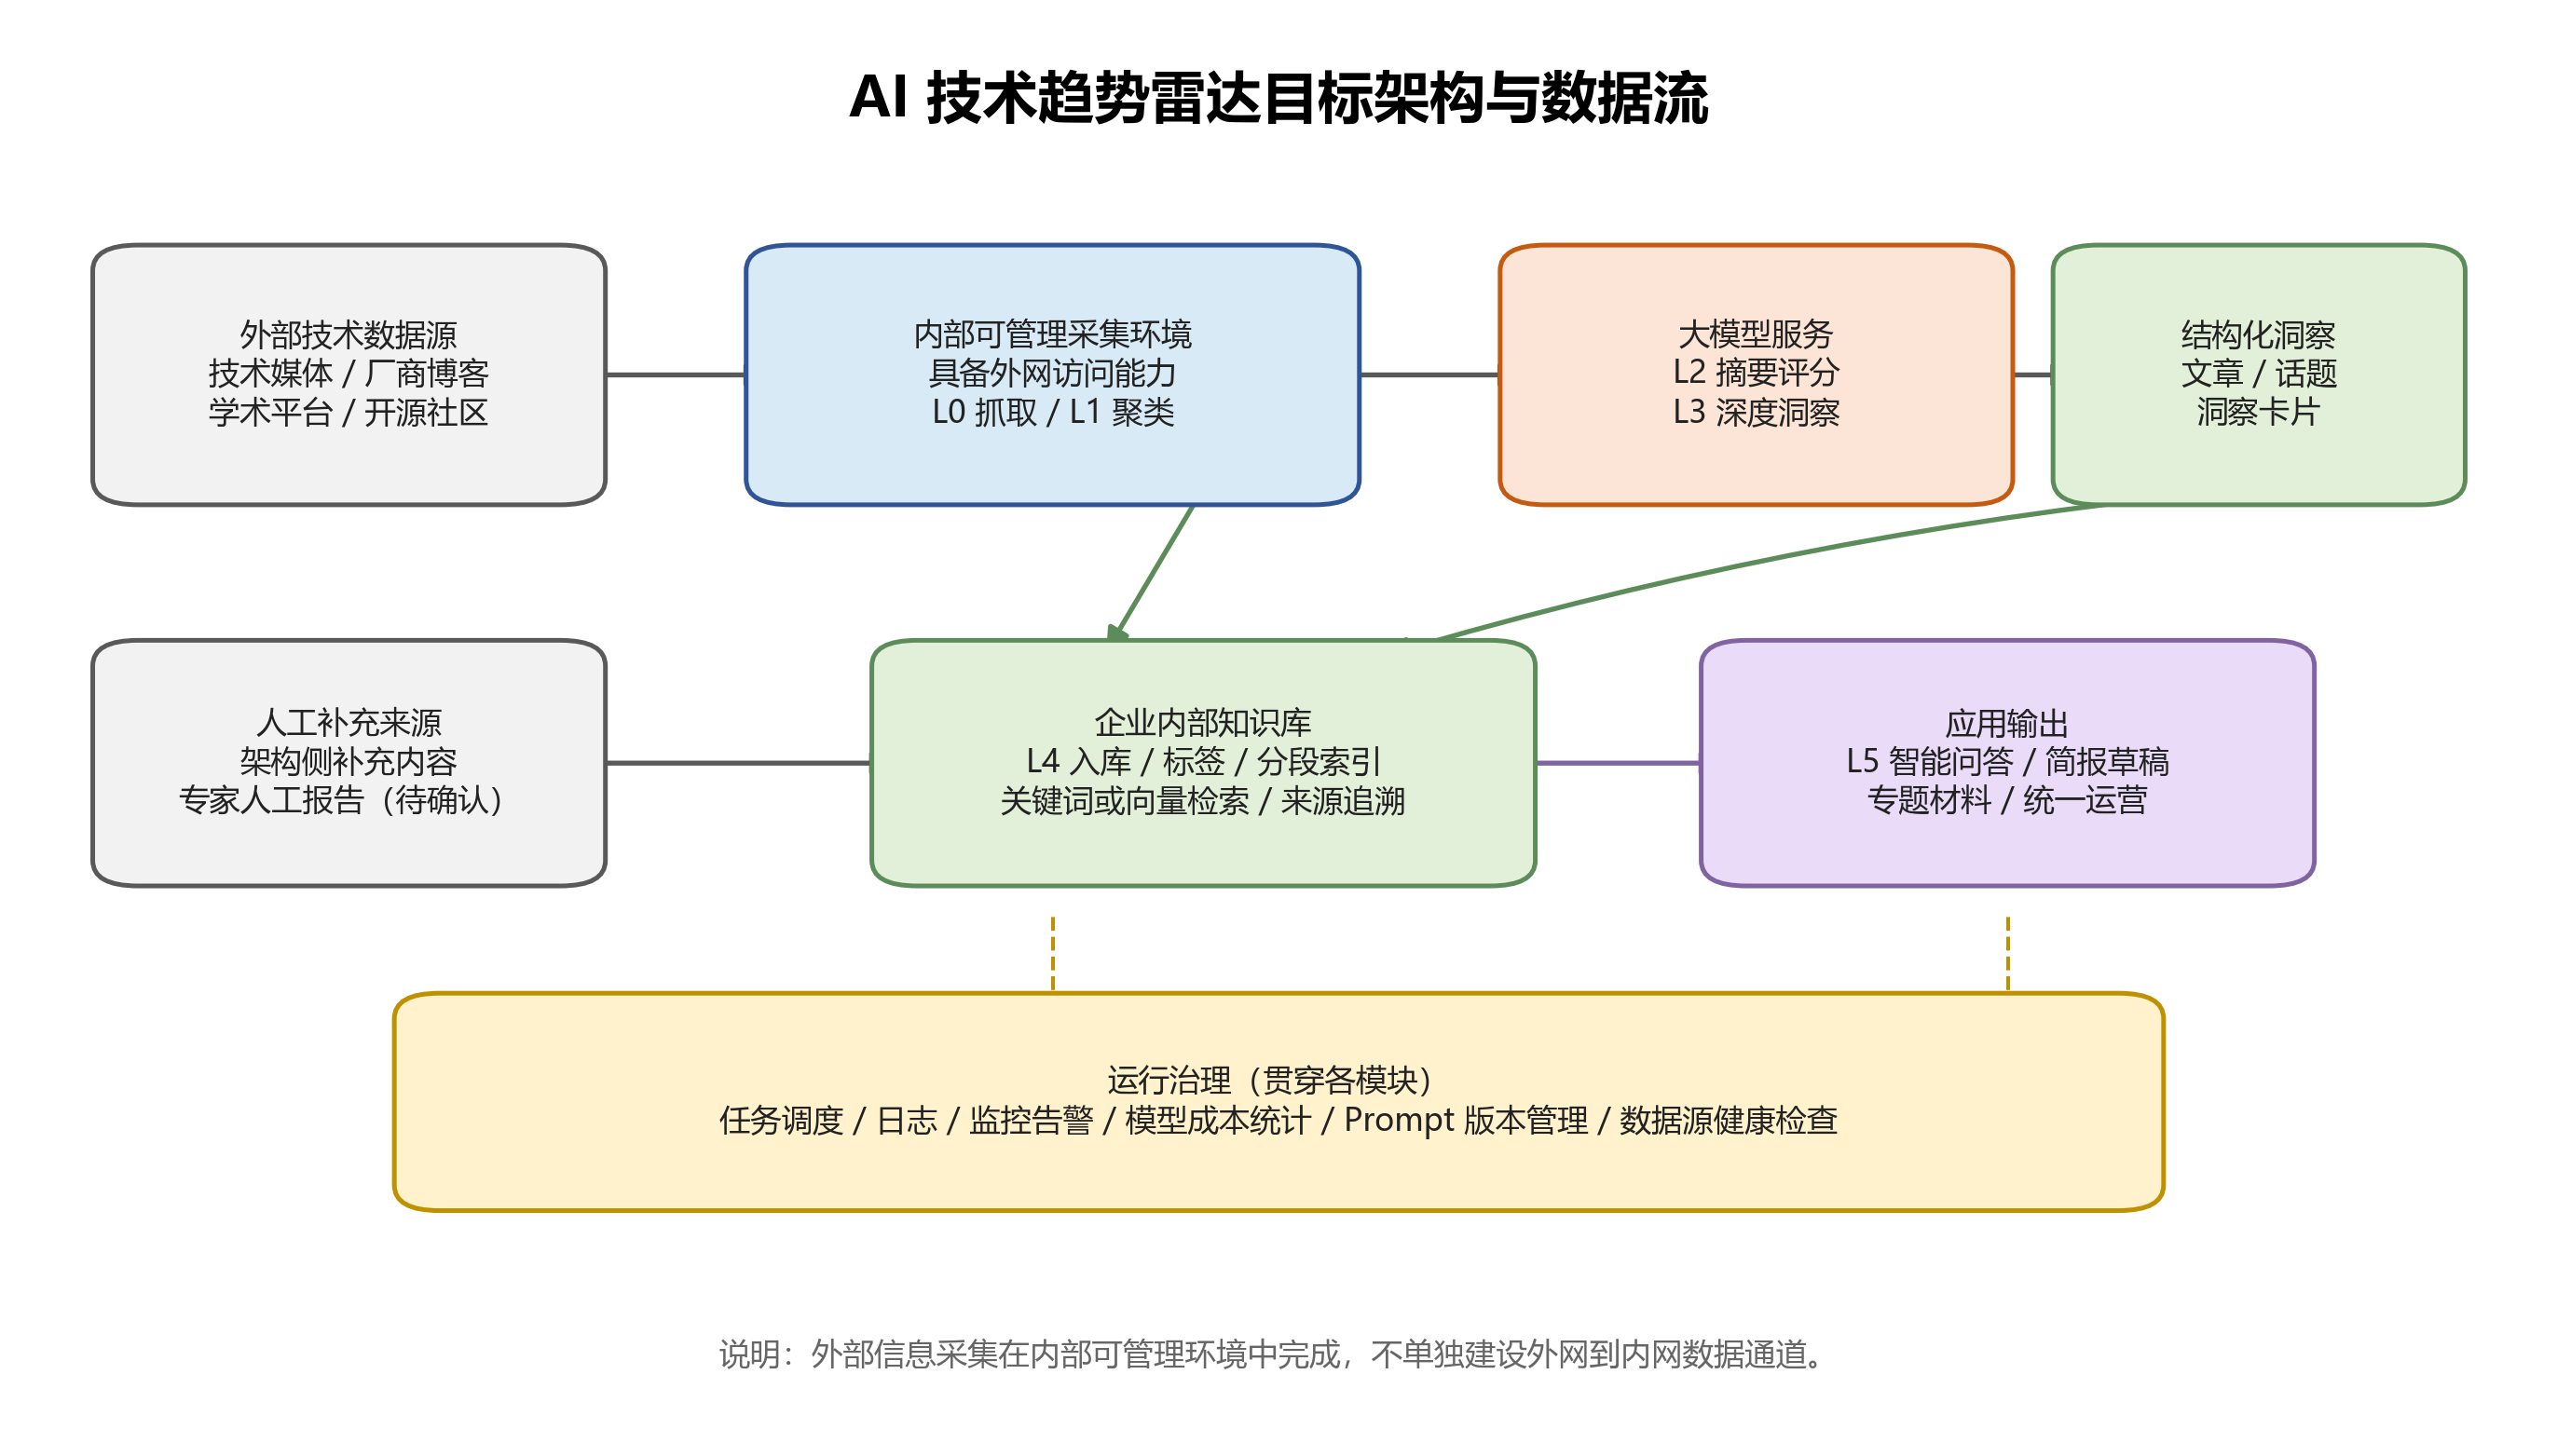 AI 技术趋势雷达目标架构与数据流
外部技术数据源
技术媒体 / 厂商博客
学术平台 / 开源社区
内部可管理采集环境
具备外网访问能力
L0 抓取 / L1 聚类
大模型服务
L2 摘要评分
L3 深度洞察
结构化洞察
文章 / 话题
洞察卡片
人工补充来源
架构侧补充内容
专家人工报告（待确认）
企业内部知识库
L4 入库 / 标签 / 分段索引
关键词或向量检索 / 来源追溯
应用输出
L5 智能问答 / 简报草稿
专题材料 / 统一运营
运行治理（贯穿各模块）
任务调度 / 日志 / 监控告警 / 模型成本统计 / Prompt 版本管理 / 数据源健康检查
说明：外部信息采集在内部可管理环境中完成，不单独建设外网到内网数据通道。